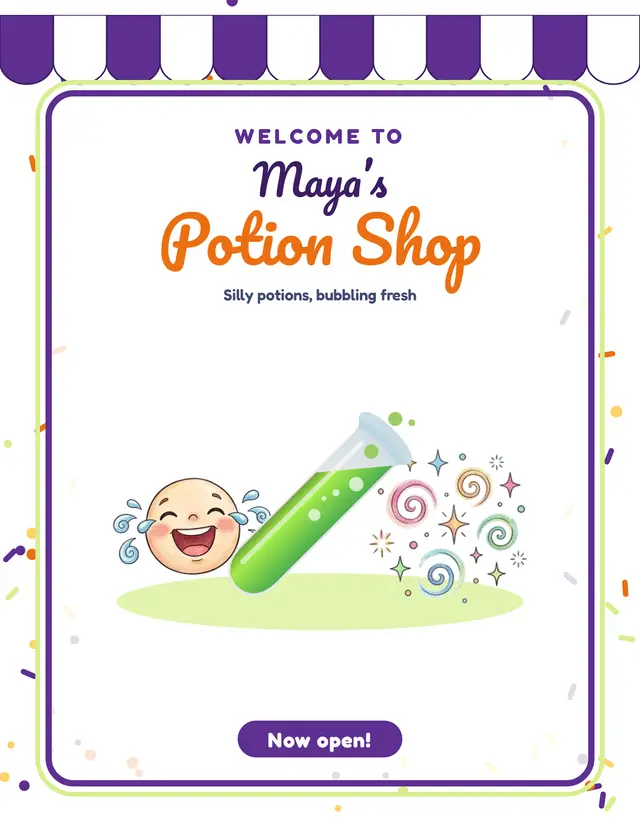 WELCOME TO
Maya's
Potion Shop
Silly potions, bubbling fresh
Now open!